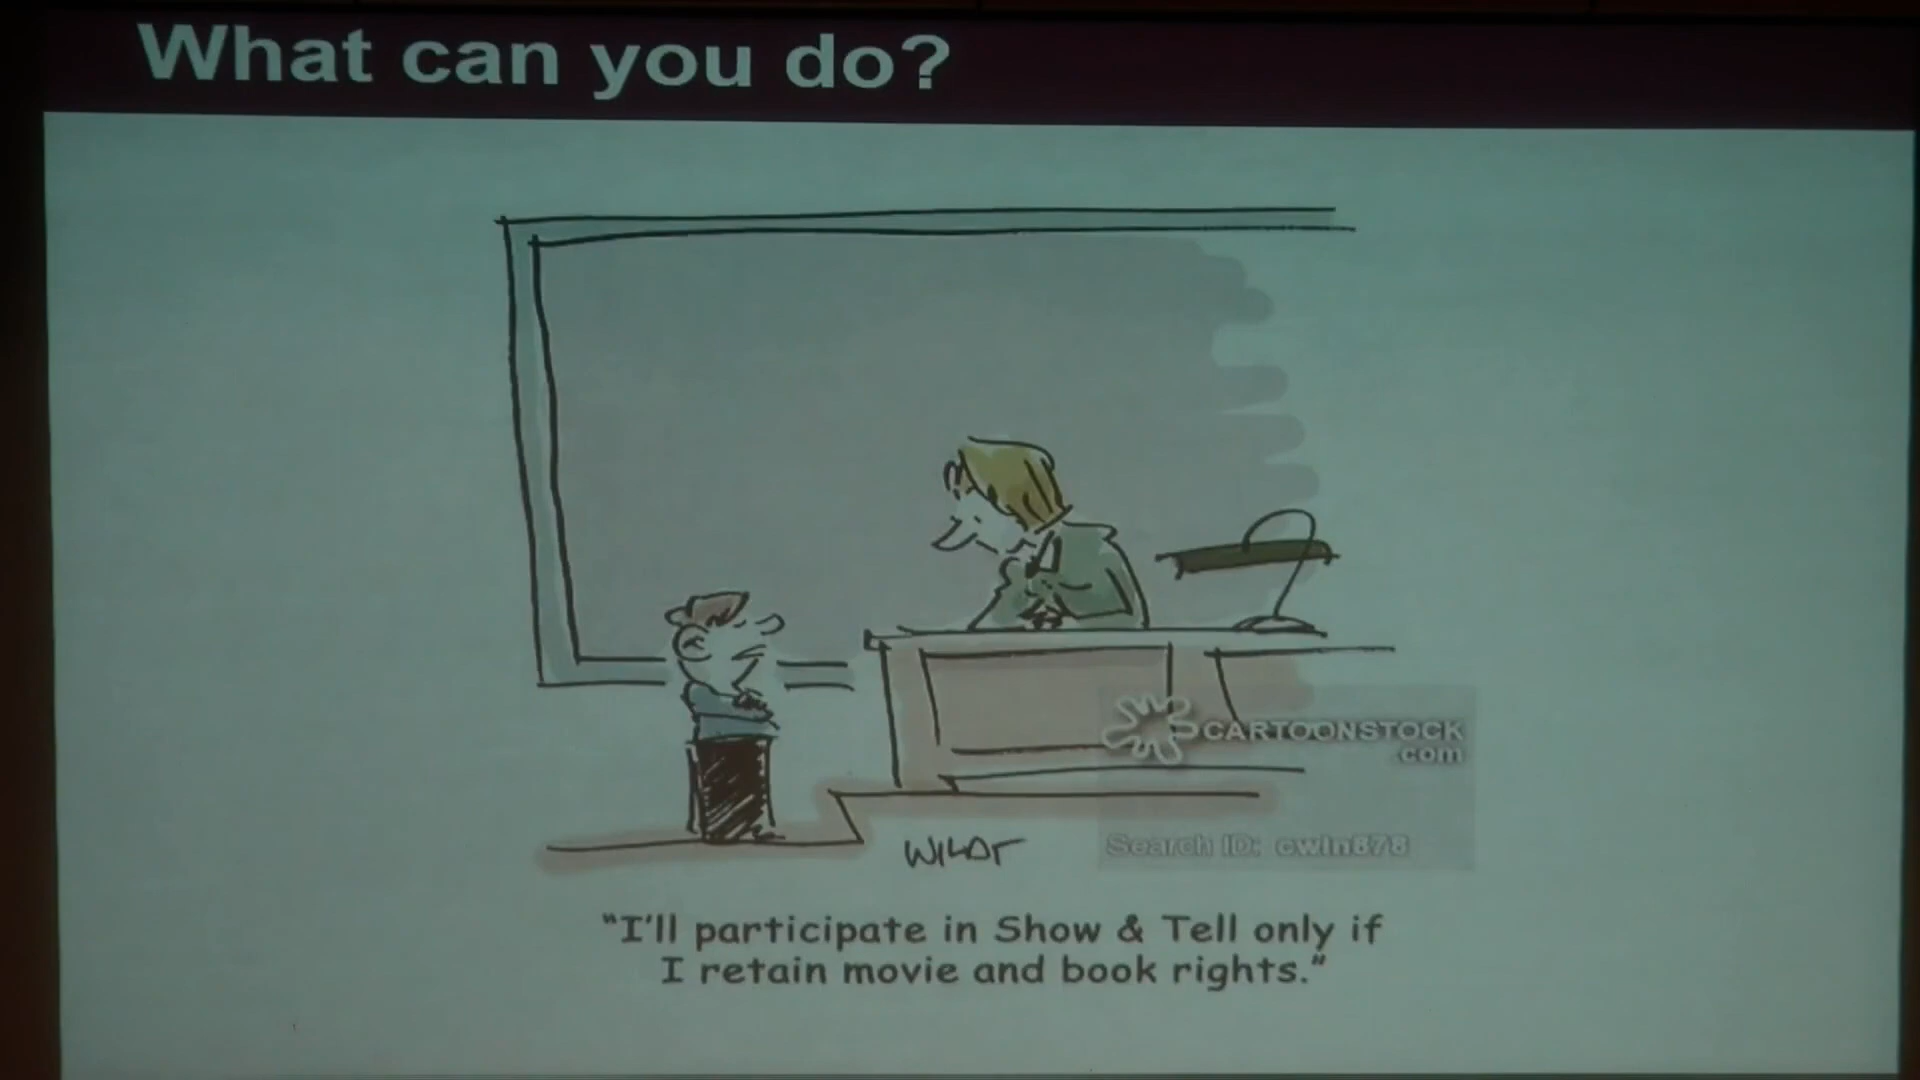 What can you do?
CARTOONSTOCK
.com
WILDT
Search ID: cwln878
"I'll participate in Show & Tell only if
I retain movie and book rights."